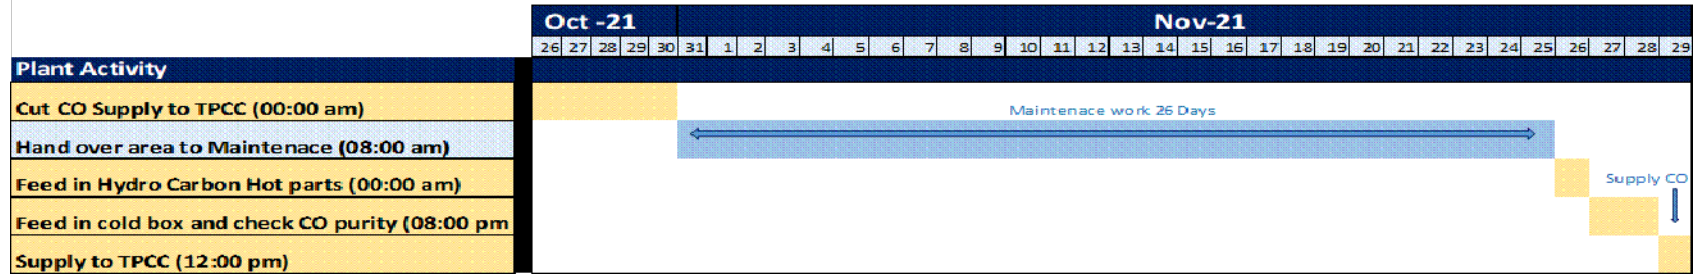 Oct -21 Nov-21
26 27 28 29 30 31 1 2 3 4 5 6 7 8 9 10 11 12 13 14 15 16 17 18 19 20 21 22 23 24 25 26 27 28 29
Plant Activity
Cut CO Supply to TPCC (00:00 am)
Maintenace work 26 Days
Hand over area to Maintenace (08:00 am)
Feed in Hydro Carbon Hot parts (00:00 am)
Supply CO
Feed in cold box and check CO purity (08:00 pm
Supply to TPCC (12:00 pm)